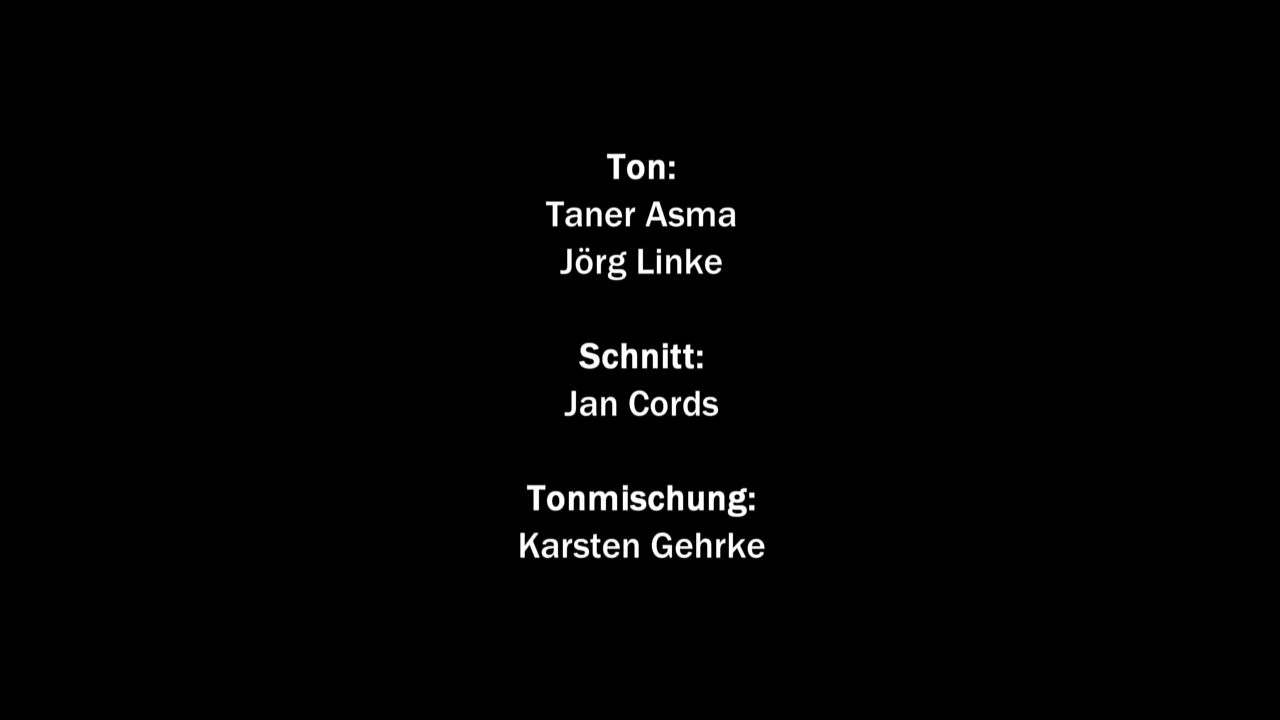 Ton:
Taner Asma
Jörg Linke
Schnitt:
Jan Cords
Tonmischung:
Karsten Gehrke